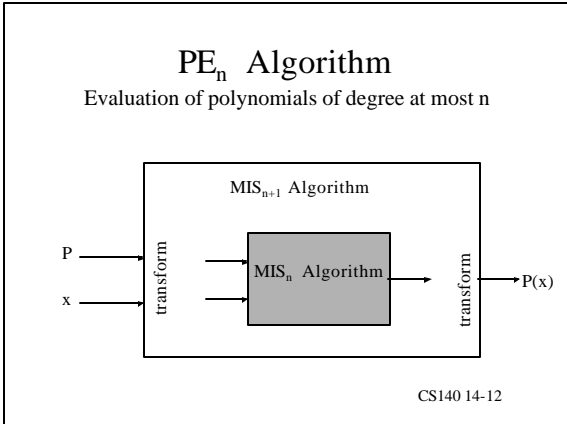 PEn Algorithm
Evaluation of polynomials of degree at most n
MISn+1 Algorithm
P
x
transform
MISn Algorithm
transform
P(x)
CS140 14-12